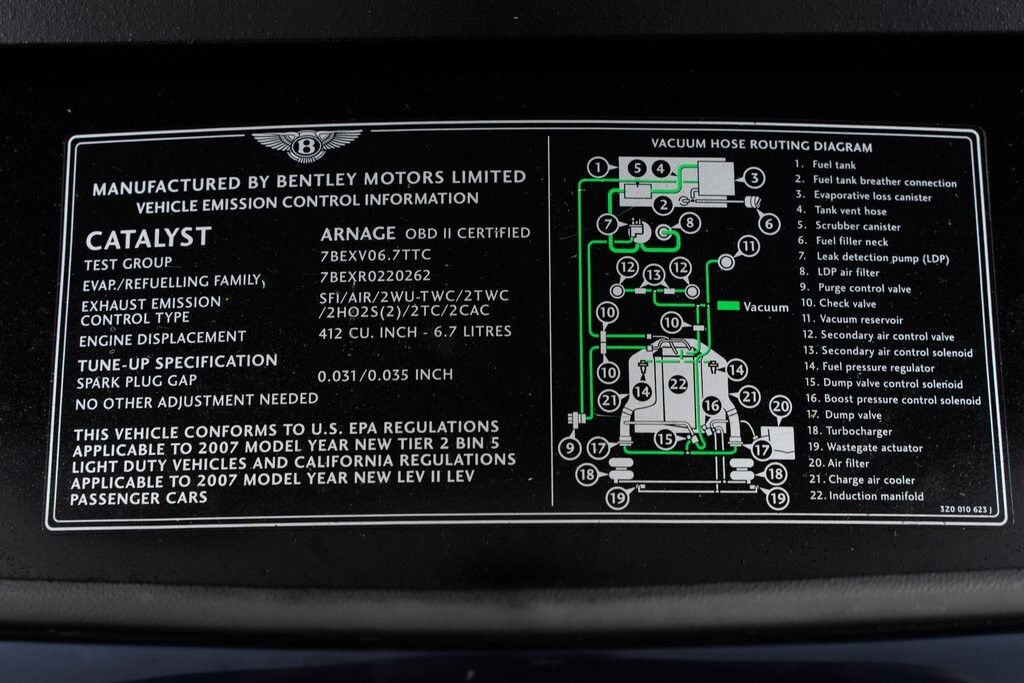 B
MANUFACTURED BY BENTLEY MOTORS LIMITED
VEHICLE EMISSION CONTROL INFORMATION
CATALYST
ARNAGE OBD II CERTIFIED
TEST GROUP
7BEXV06.7TTC
EVAP./REFUELLING FAMILY,
7BEXR0220262
EXHAUST EMISSION
CONTROL TYPE
SFI/AIR/2WU-TWC/2TWC
/2HO2S(2)/2TC/2CAC
ENGINE DISPLACEMENT
412 CU. INCH - 6.7 LITRES
TUNE-UP SPECIFICATION
SPARK PLUG GAP
0.031/0.035 INCH
NO OTHER ADJUSTMENT NEEDED
THIS VEHICLE CONFORMS TO U.S. EPA REGULATIONS
APPLICABLE TO 2007 MODEL YEAR NEW TIER 2 BIN 5
LIGHT DUTY VEHICLES AND CALIFORNIA REGULATIONS
APPLICABLE TO 2007 MODEL YEAR NEW LEV II LEV
PASSENGER CARS
VACUUM HOSE ROUTING DIAGRAM
1 5 4 3
2 6
7 8
11
12 13 12
Vacuum
10 10
10
14 22 14
21 21
16 20
15
9 17 17
18 18
19 19
1. Fuel tank
2. Fuel tank breather connection
3. Evaporative loss canister
4. Tank vent hose
5. Scrubber canister
6. Fuel filler neck
7. Leak detection pump (LDP)
8. LDP air filter
9. Purge control valve
10. Check valve
11. Vacuum reservoir
12. Secondary air control valve
13. Secondary air control solenoid
14. Fuel pressure regulator
15. Dump valve control solenoid
16. Boost pressure control solenoid
17. Dump valve
18. Turbocharger
19. Wastegate actuator
20. Air filter
21. Charge air cooler
22. Induction manifold
3Z0 010 623 J